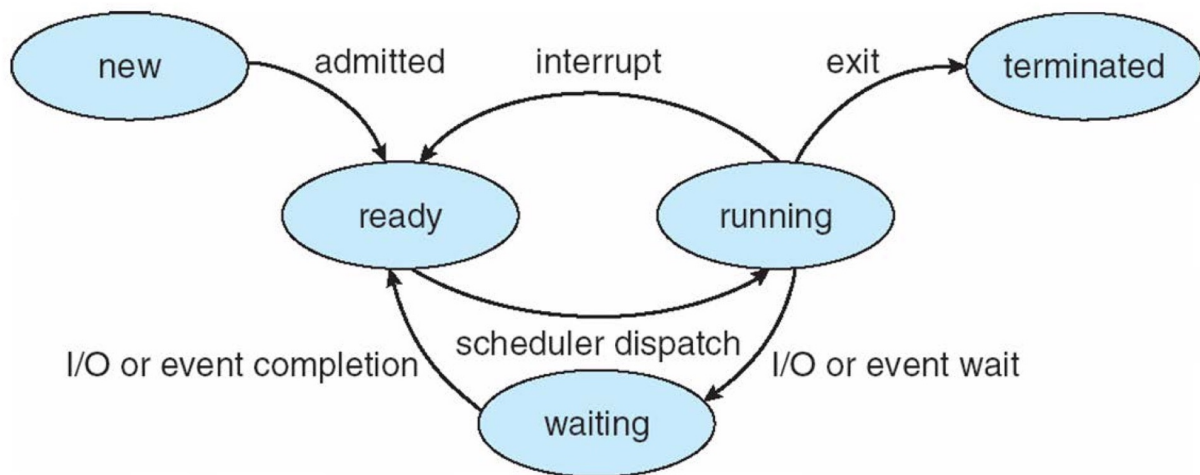 new
admitted
interrupt
exit
terminated
ready
running
scheduler dispatch
I/O or event completion
I/O or event wait
waiting